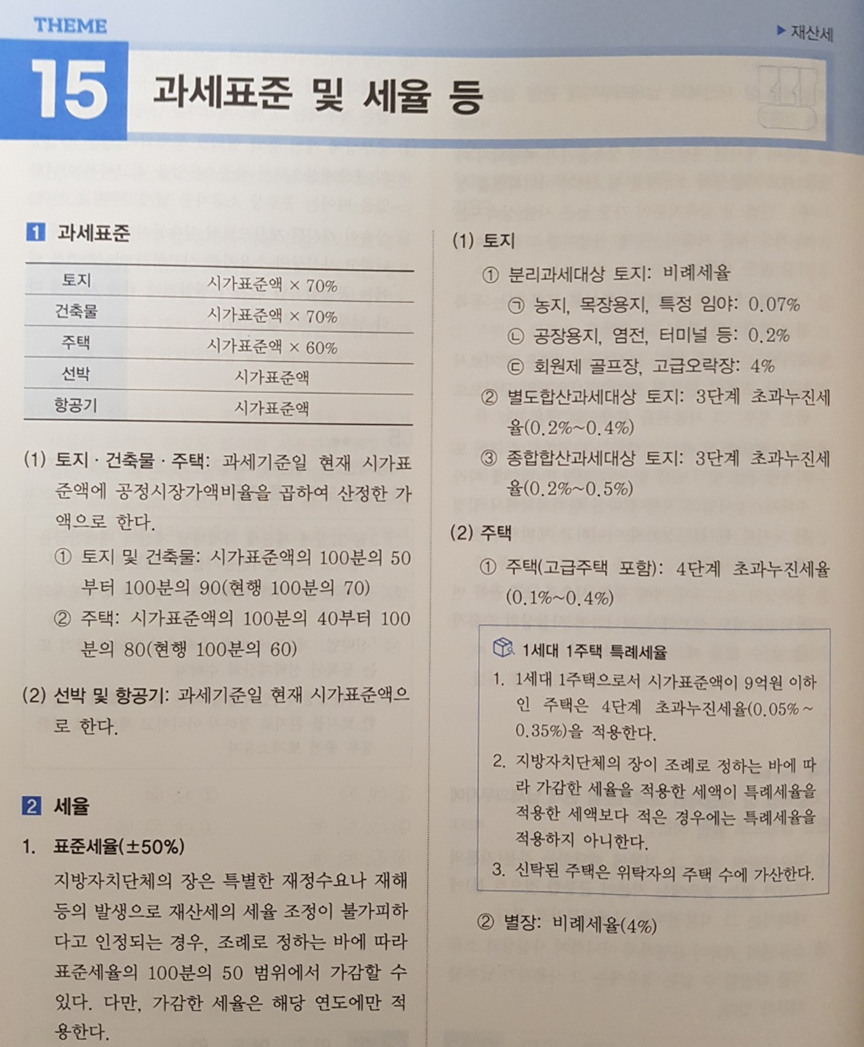 THEME
▶ 재산세
15 과세표준 및 세율 등
1 과세표준
토지 시가표준액 × 70%
건축물 시가표준액 × 70%
주택 시가표준액 × 60%
선박 시가표준액
항공기 시가표준액
(1) 토지·건축물·주택: 과세기준일 현재 시가표
준액에 공정시장가액비율을 곱하여 산정한 가
액으로 한다.
① 토지 및 건축물: 시가표준액의 100분의 50
부터 100분의 90(현행 100분의 70)
② 주택: 시가표준액의 100분의 40부터 100
분의 80(현행 100분의 60)
(2) 선박 및 항공기: 과세기준일 현재 시가표준액으
로 한다.
2 세율
1. 표준세율(±50%)
지방자치단체의 장은 특별한 재정수요나 재해
등의 발생으로 재산세의 세율 조정이 불가피하
다고 인정되는 경우, 조례로 정하는 바에 따라
표준세율의 100분의 50 범위에서 가감할 수
있다. 다만, 가감한 세율은 해당 연도에만 적
용한다.
(1) 토지
① 분리과세대상 토지: 비례세율
㉠ 농지, 목장용지, 특정 임야: 0.07%
㉡ 공장용지, 염전, 터미널 등: 0.2%
㉢ 회원제 골프장, 고급오락장: 4%
② 별도합산과세대상 토지: 3단계 초과누진세
율(0.2%~0.4%)
③ 종합합산과세대상 토지: 3단계 초과누진세
율(0.2%~0.5%)
(2) 주택
① 주택(고급주택 포함): 4단계 초과누진세율
(0.1%~0.4%)
1세대 1주택 특례세율
1. 1세대 1주택으로서 시가표준액이 9억원 이하
인 주택은 4단계 초과누진세율(0.05%~
0.35%)을 적용한다.
2. 지방자치단체의 장이 조례로 정하는 바에 따
라 가감한 세율을 적용한 세액이 특례세율을
적용한 세액보다 적은 경우에는 특례세율을
적용하지 아니한다.
3. 신탁된 주택은 위탁자의 주택 수에 가산한다.
② 별장: 비례세율(4%)